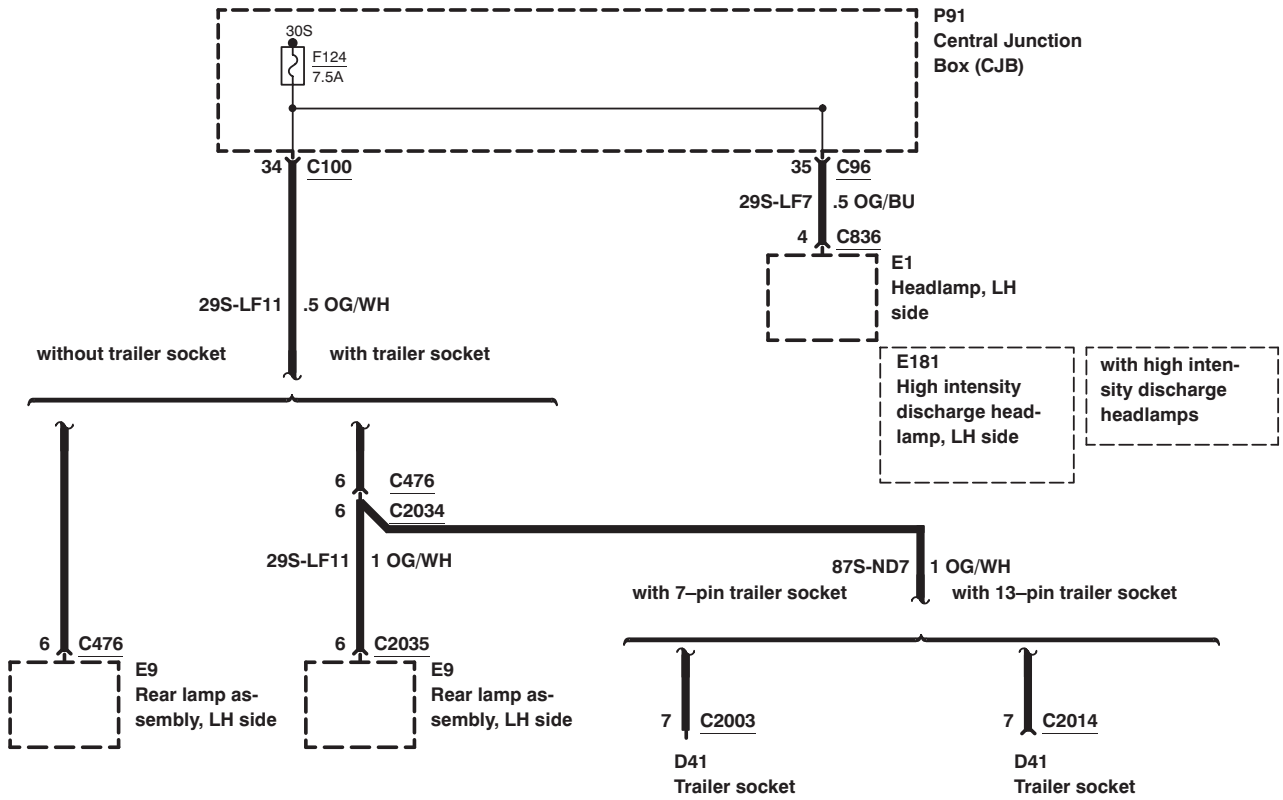 P91
Central Junction
Box (CJB)
30S
F124
7.5A
34 C100
35 C96
29S-LF7 .5 OG/BU
4 C836
E1
Headlamp, LH
side
29S-LF11 .5 OG/WH
without trailer socket
with trailer socket
E181
High intensity
discharge head-
lamp, LH side
with high inten-
sity discharge
headlamps
6 C476
6 C2034
29S-LF11 1 OG/WH
87S-ND7 1 OG/WH
with 7–pin trailer socket
with 13–pin trailer socket
6 C476
E9
Rear lamp as-
sembly, LH side
6 C2035
E9
Rear lamp as-
sembly, LH side
7 C2003
D41
Trailer socket
7 C2014
D41
Trailer socket